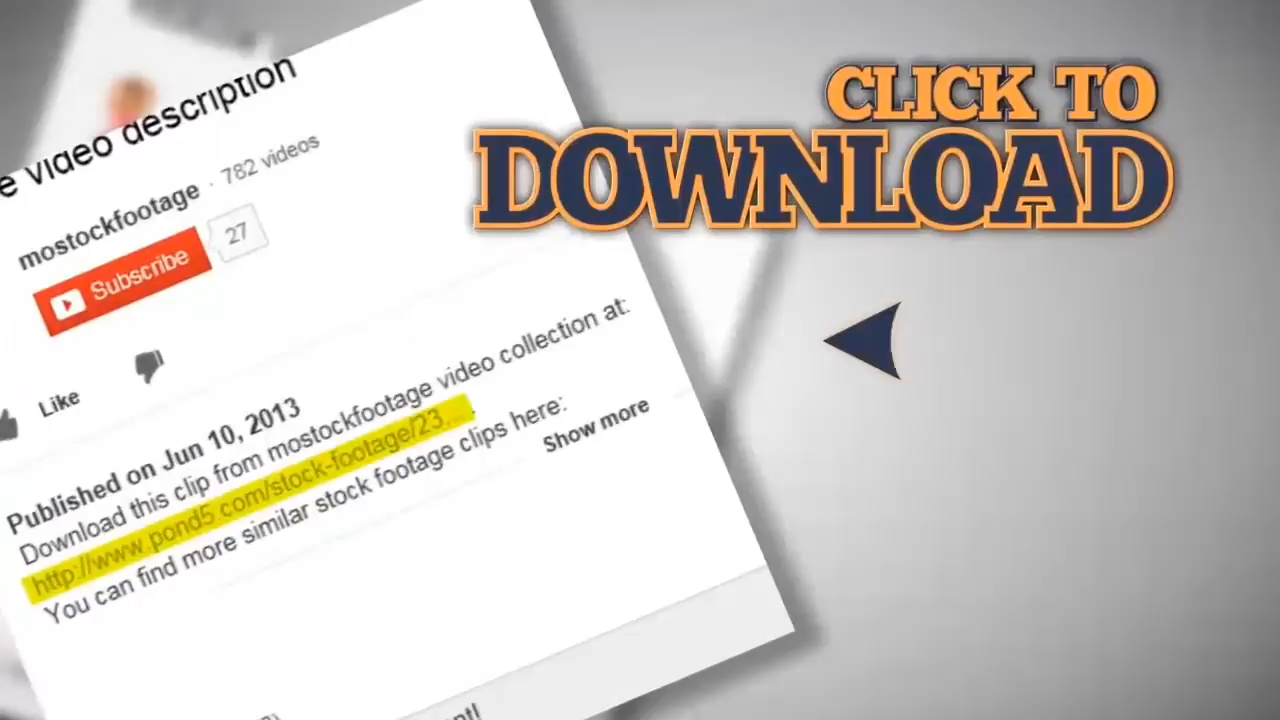 CLICK TO
DOWNLOAD
e video description
mostockfootage · 782 videos
Subscribe
27
Like
Published on Jun 10, 2013
Download this clip from mostockfootage video collection at:
http://www.pond5.com/stock-footage/23... .
You can find more similar stock footage clips here:
Show more